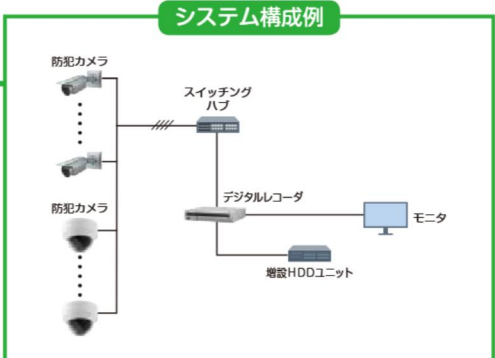 システム構成例
防犯カメラ
スイッチング
ハブ
デジタルレコーダ
モニタ
防犯カメラ
増設HDDユニット